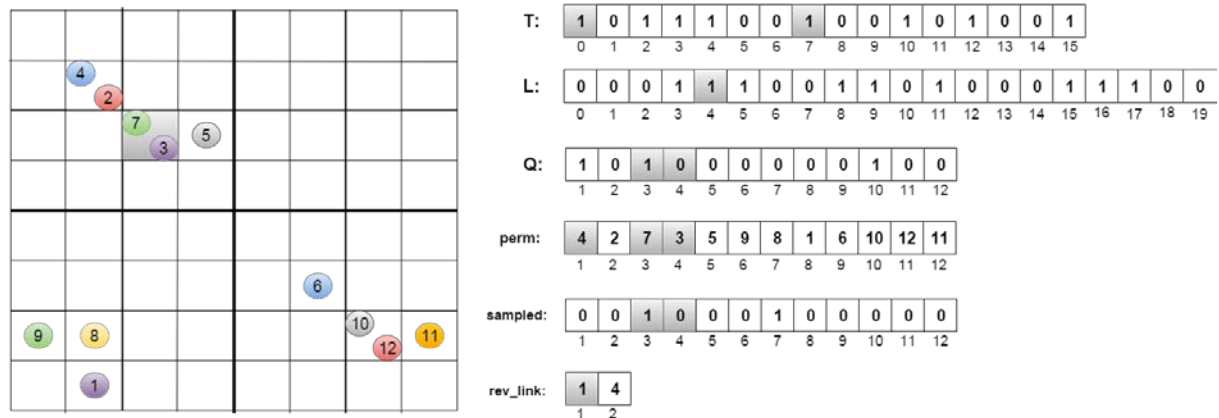 4
2
7
3
5
6
9
8
10
12
11
1
T: 1 0 1 1 1 0 0 1 0 0 1 0 1 0 0 1
0 1 2 3 4 5 6 7 8 9 10 11 12 13 14 15
L: 0 0 0 1 1 1 0 0 1 1 0 1 0 0 0 1 1 1 0 0
0 1 2 3 4 5 6 7 8 9 10 11 12 13 14 15 16 17 18 19
Q: 1 0 1 0 0 0 0 0 0 1 0 0
1 2 3 4 5 6 7 8 9 10 11 12
perm: 4 2 7 3 5 9 8 1 6 10 12 11
1 2 3 4 5 6 7 8 9 10 11 12
sampled: 0 0 1 0 0 0 1 0 0 0 0 0
1 2 3 4 5 6 7 8 9 10 11 12
rev_link: 1 4
1 2